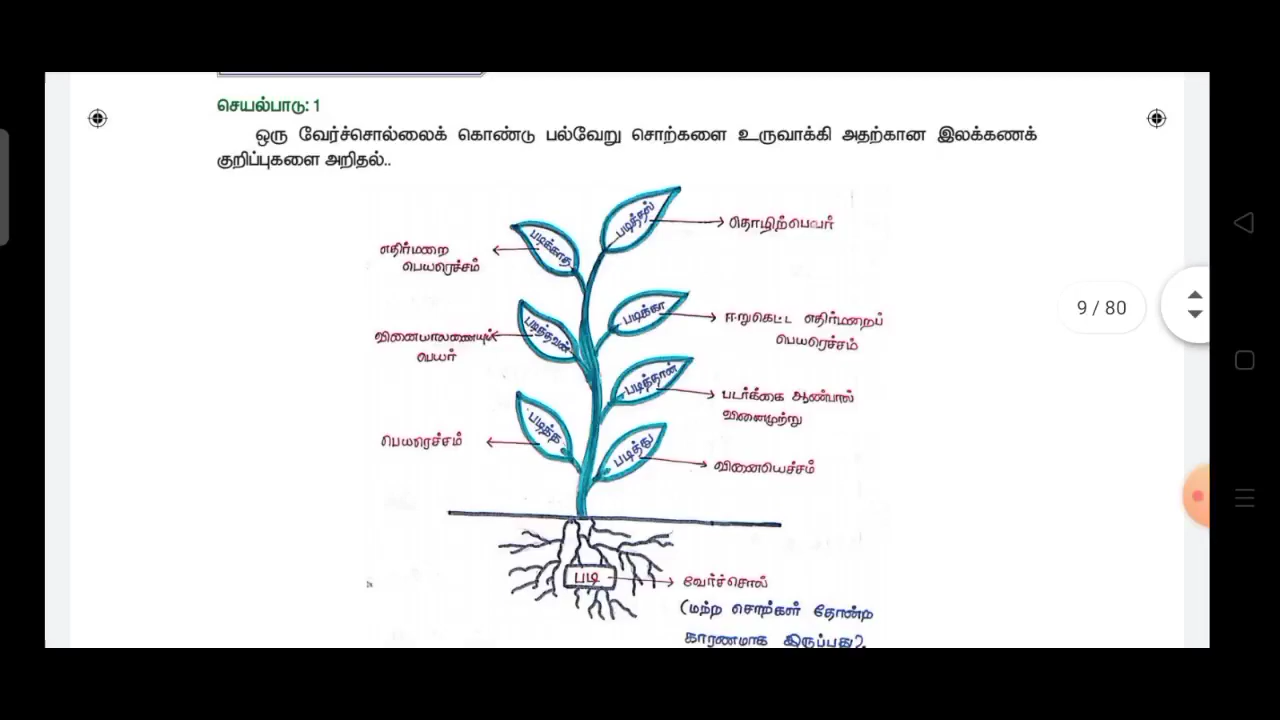 செயல்பாடு: 1
ஒரு வேர்ச்சொல்லைக் கொண்டு பல்வேறு சொற்களை உருவாக்கி அதற்கான இலக்கணக்
குறிப்புகளை அறிதல்..
படித்தல்
தொழிற்பெயர்
படிக்காத
எதிர்மறை
பெயரெச்சம்
9 / 80
படிக்கா
ஈறுகெட்ட எதிர்மறைப்
பெயரெச்சம்
படித்தவன்
வினையாலணையும்
பெயர்
படித்தான்
படர்க்கை ஆண்பால்
வினைமுற்று
படித்த
பெயரெச்சம்
படித்து
வினையெச்சம்
படி
வேர்ச்சொல்
(மற்ற சொற்கள் தோன்ற
காரணமாக இருப்பது).